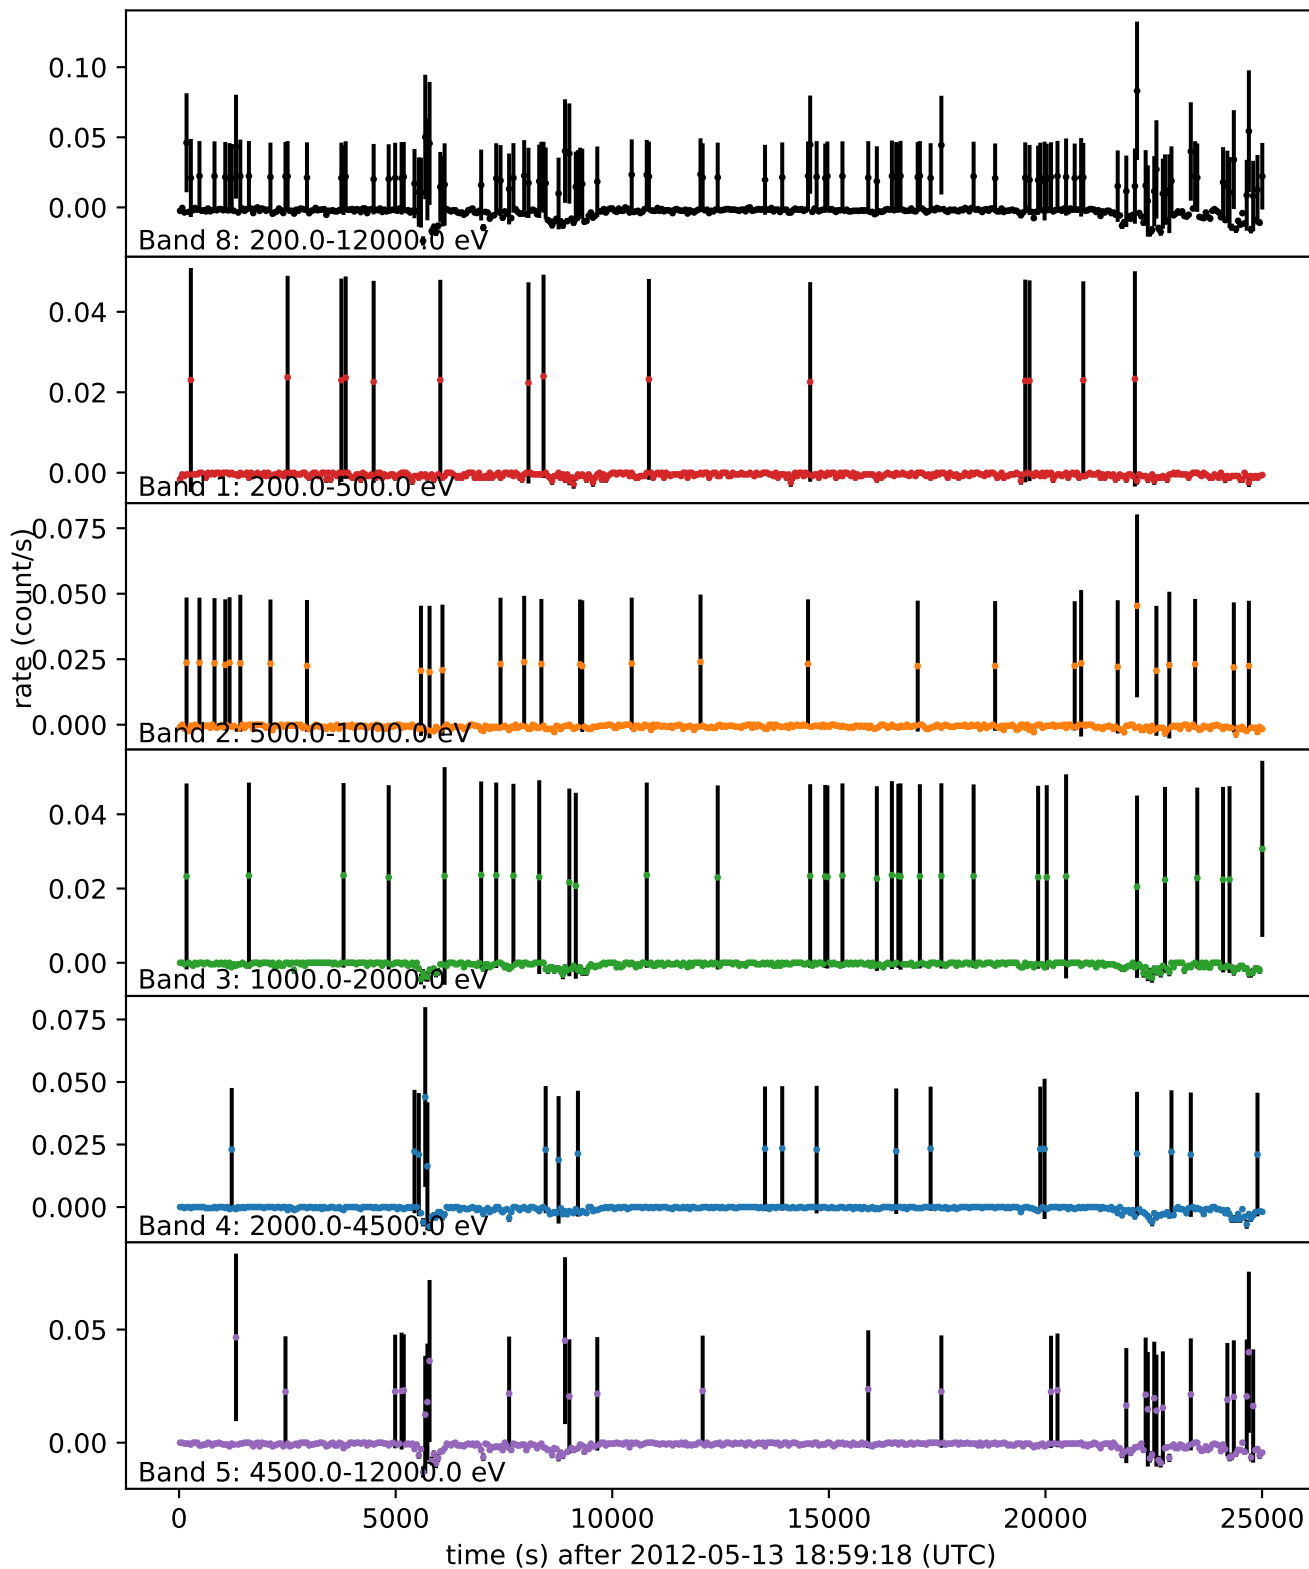 0.10
0.05
0.00
Band 8: 200.0-12000.0 eV
0.04
0.02
0.00
Band 1: 200.0-500.0 eV
rate (count/s)
0.075
0.050
0.025
0.000
Band 2: 500.0-1000.0 eV
0.04
0.02
0.00
Band 3: 1000.0-2000.0 eV
0.075
0.050
0.025
0.000
Band 4: 2000.0-4500.0 eV
0.05
0.00
Band 5: 4500.0-12000.0 eV
0 5000 10000 15000 20000 25000
time (s) after 2012-05-13 18:59:18 (UTC)